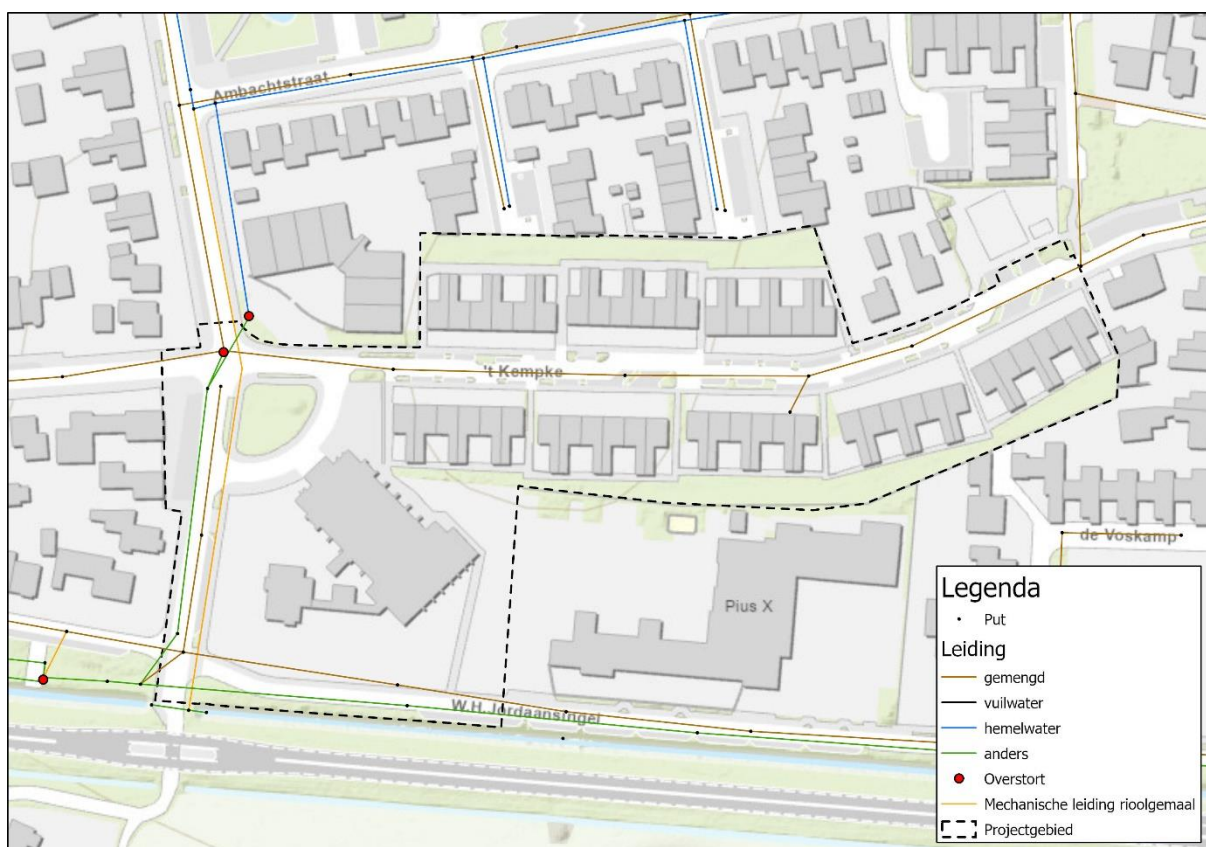 Ambachtstraat
't Kempke
de Voskamp
Pius X
W.H. Jordaansingel
Legenda
Put
Leiding
gemengd
vuilwater
hemelwater
anders
Overstort
Mechanische leiding rioolgemaal
Projectgebied